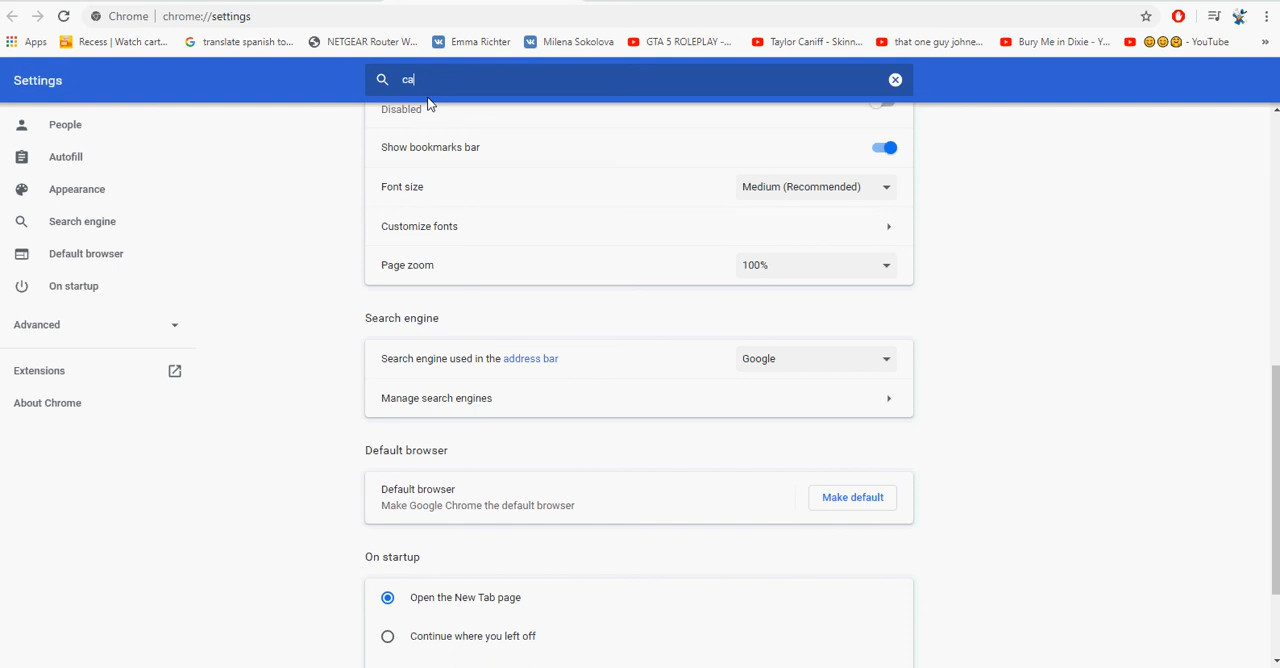 Chrome | chrome://settings
Apps Recess | Watch cart... translate spanish to... NETGEAR Router W... Emma Richter Milena Sokolova GTA 5 ROLEPLAY -... Taylor Caniff - Skinn... that one guy johne... Bury Me in Dixie - Y... 😄😄😄 - YouTube »
Settings
ca
People
Autofill
Appearance
Search engine
Default browser
On startup
Advanced
Extensions
About Chrome
Disabled
Show bookmarks bar
Font size Medium (Recommended)
Customize fonts
Page zoom 100%
Search engine
Search engine used in the address bar Google
Manage search engines
Default browser
Default browser
Make Google Chrome the default browser
Make default
On startup
Open the New Tab page
Continue where you left off